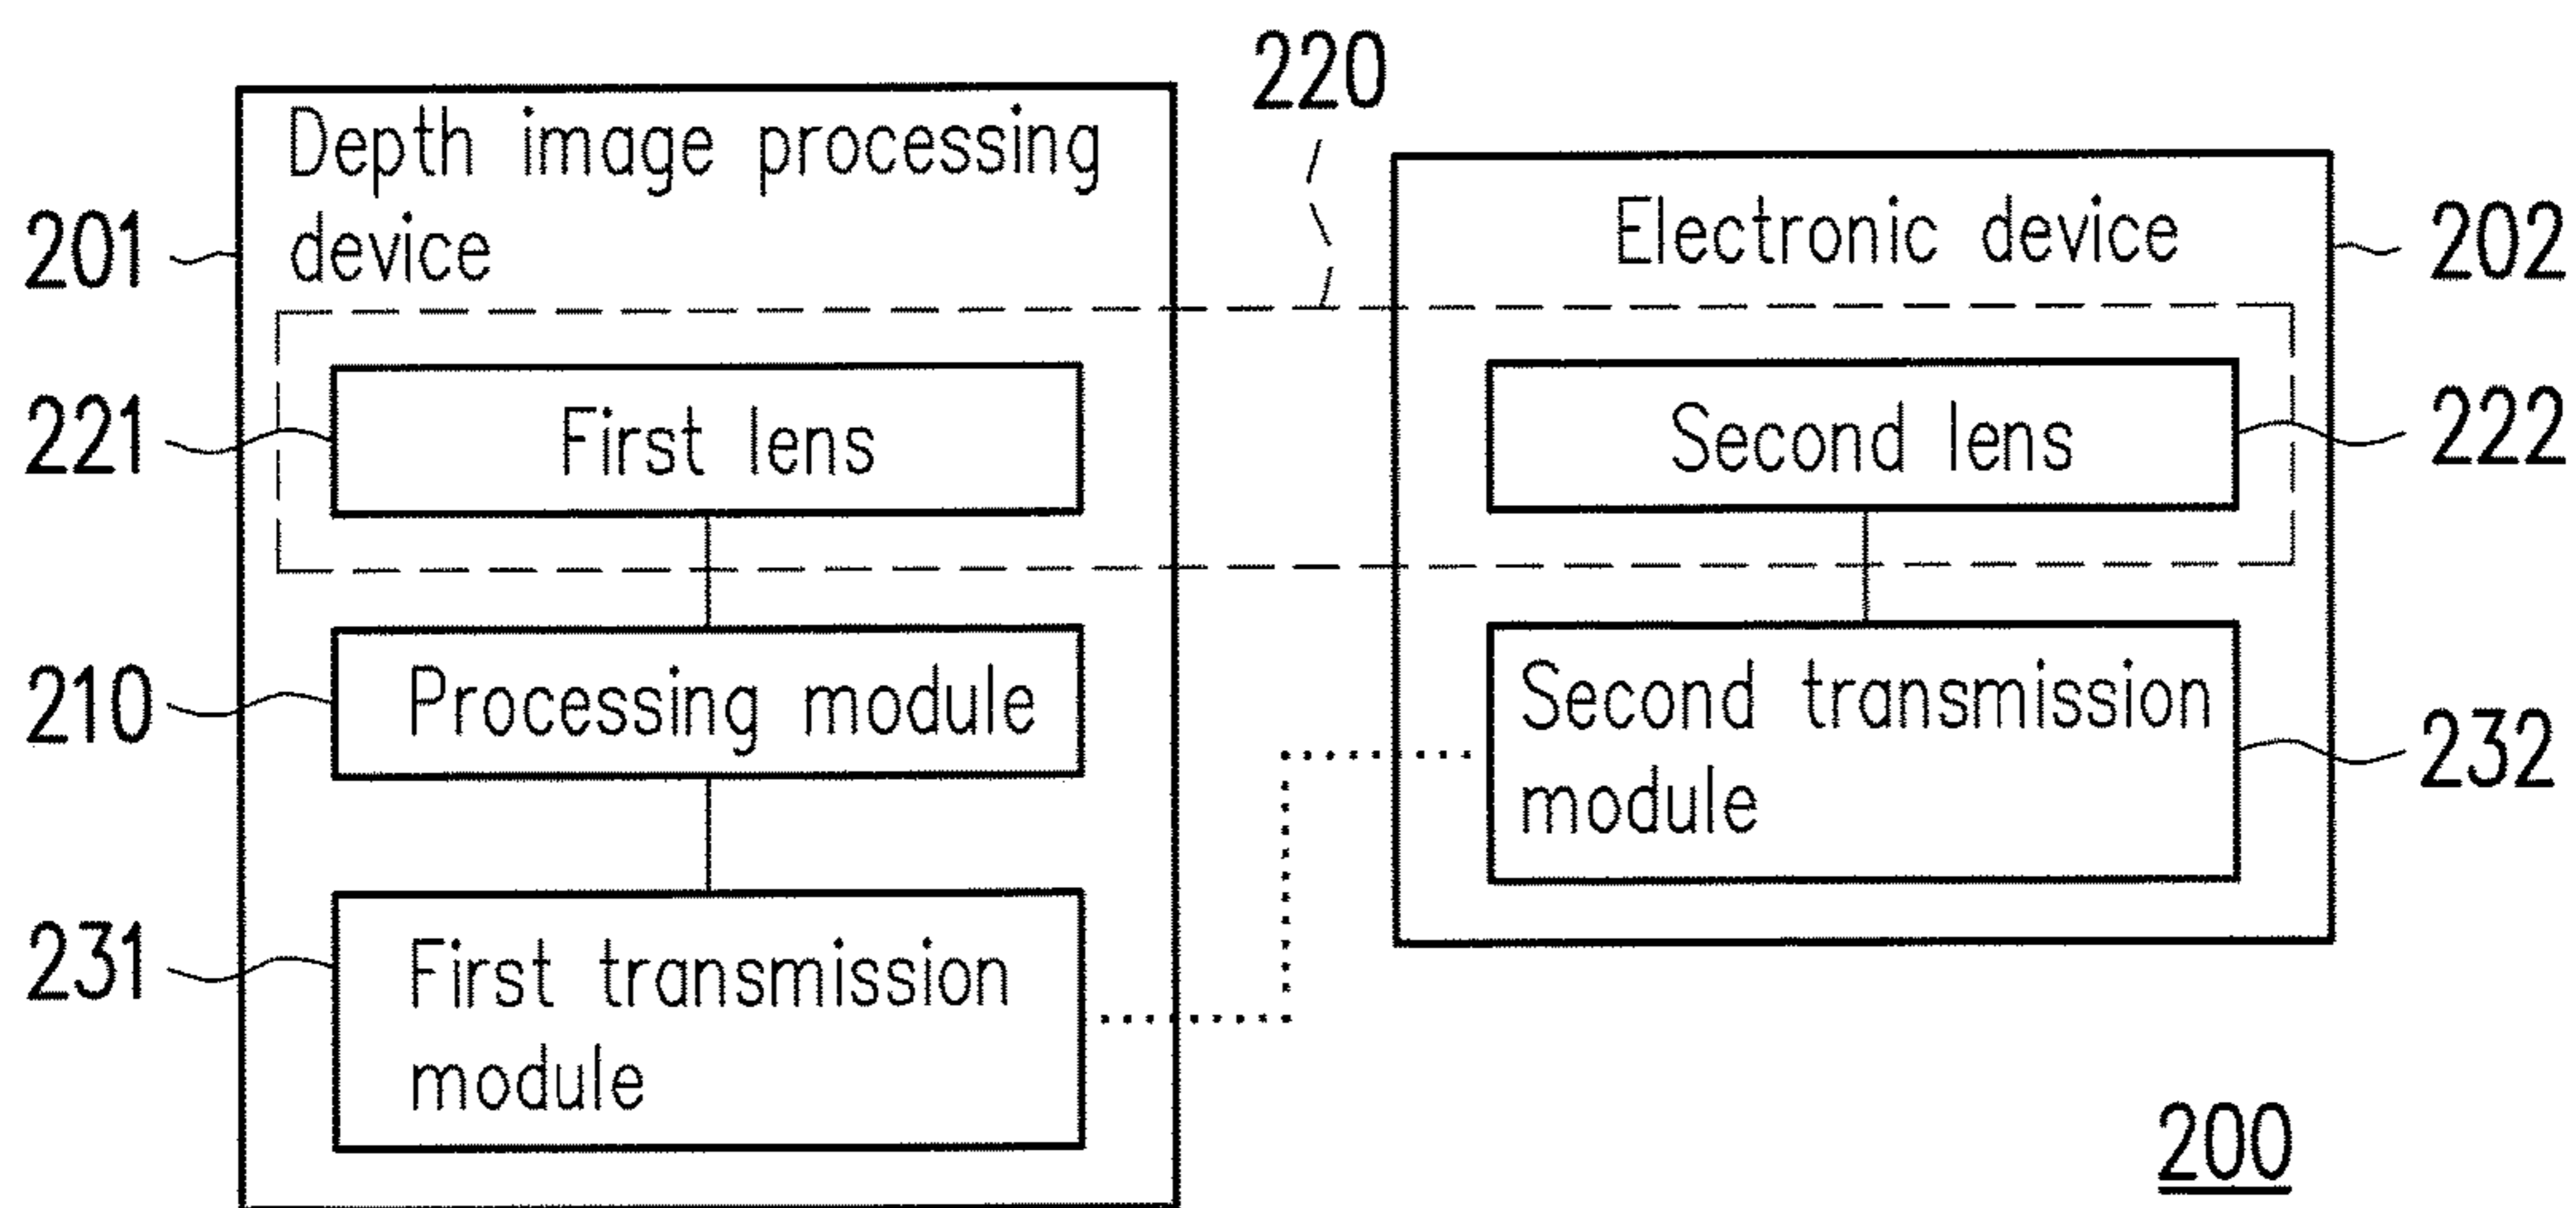 220
Depth image processing
device
201
Electronic device
202
221
First lens
Second lens
222
210
Processing module
Second transmission
module
232
231
First transmission
module
200